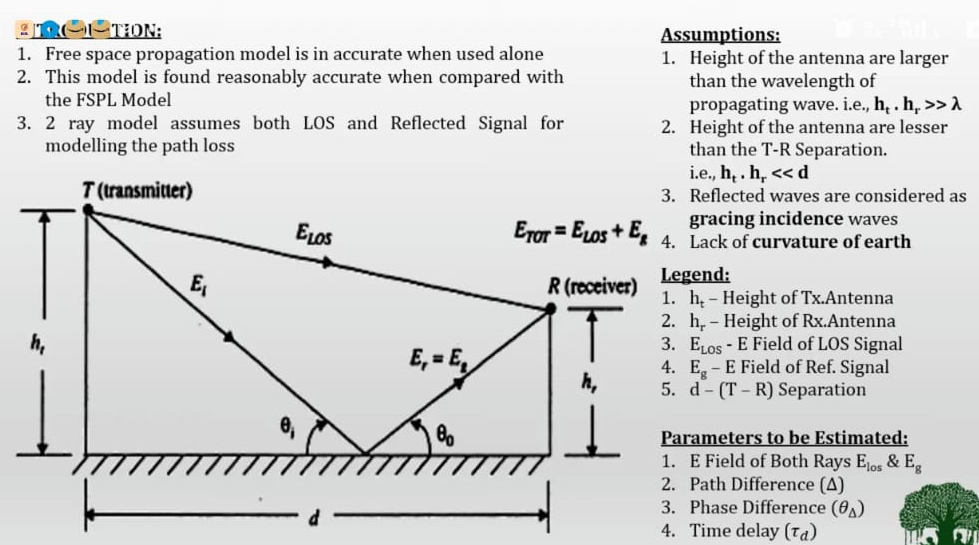 TION:
1. Free space propagation model is in accurate when used alone
2. This model is found reasonably accurate when compared with
the FSPL Model
3. 2 ray model assumes both LOS and Reflected Signal for
modelling the path loss
T (transmitter)
E_LOS
E_TOT = E_LOS + E_g
E_i
R (receiver)
h_t
E_r = E_g
h_r
θ_i
θ_0
d
Assumptions:
1. Height of the antenna are larger
than the wavelength of
propagating wave. i.e., h_t . h_r >> λ
2. Height of the antenna are lesser
than the T-R Separation.
i.e., h_t . h_r << d
3. Reflected waves are considered as
gracing incidence waves
4. Lack of curvature of earth
Legend:
1. h_t – Height of Tx.Antenna
2. h_r – Height of Rx.Antenna
3. E_LOS - E Field of LOS Signal
4. E_g – E Field of Ref. Signal
5. d – (T – R) Separation
Parameters to be Estimated:
1. E Field of Both Rays E_los & E_g
2. Path Difference (Δ)
3. Phase Difference (θ_Δ)
4. Time delay (τ_d)